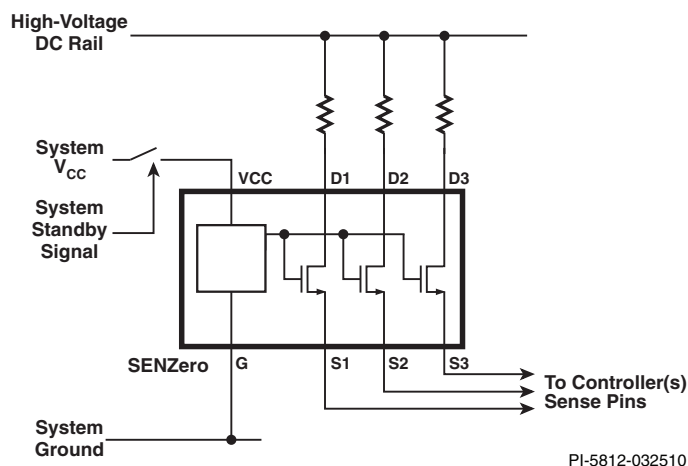 High-Voltage
DC Rail
System
VCC
VCC
D1
D2
D3
System
Standby
Signal
SENZero
G
S1
S2
S3
To Controller(s)
Sense Pins
System
Ground
PI-5812-032510